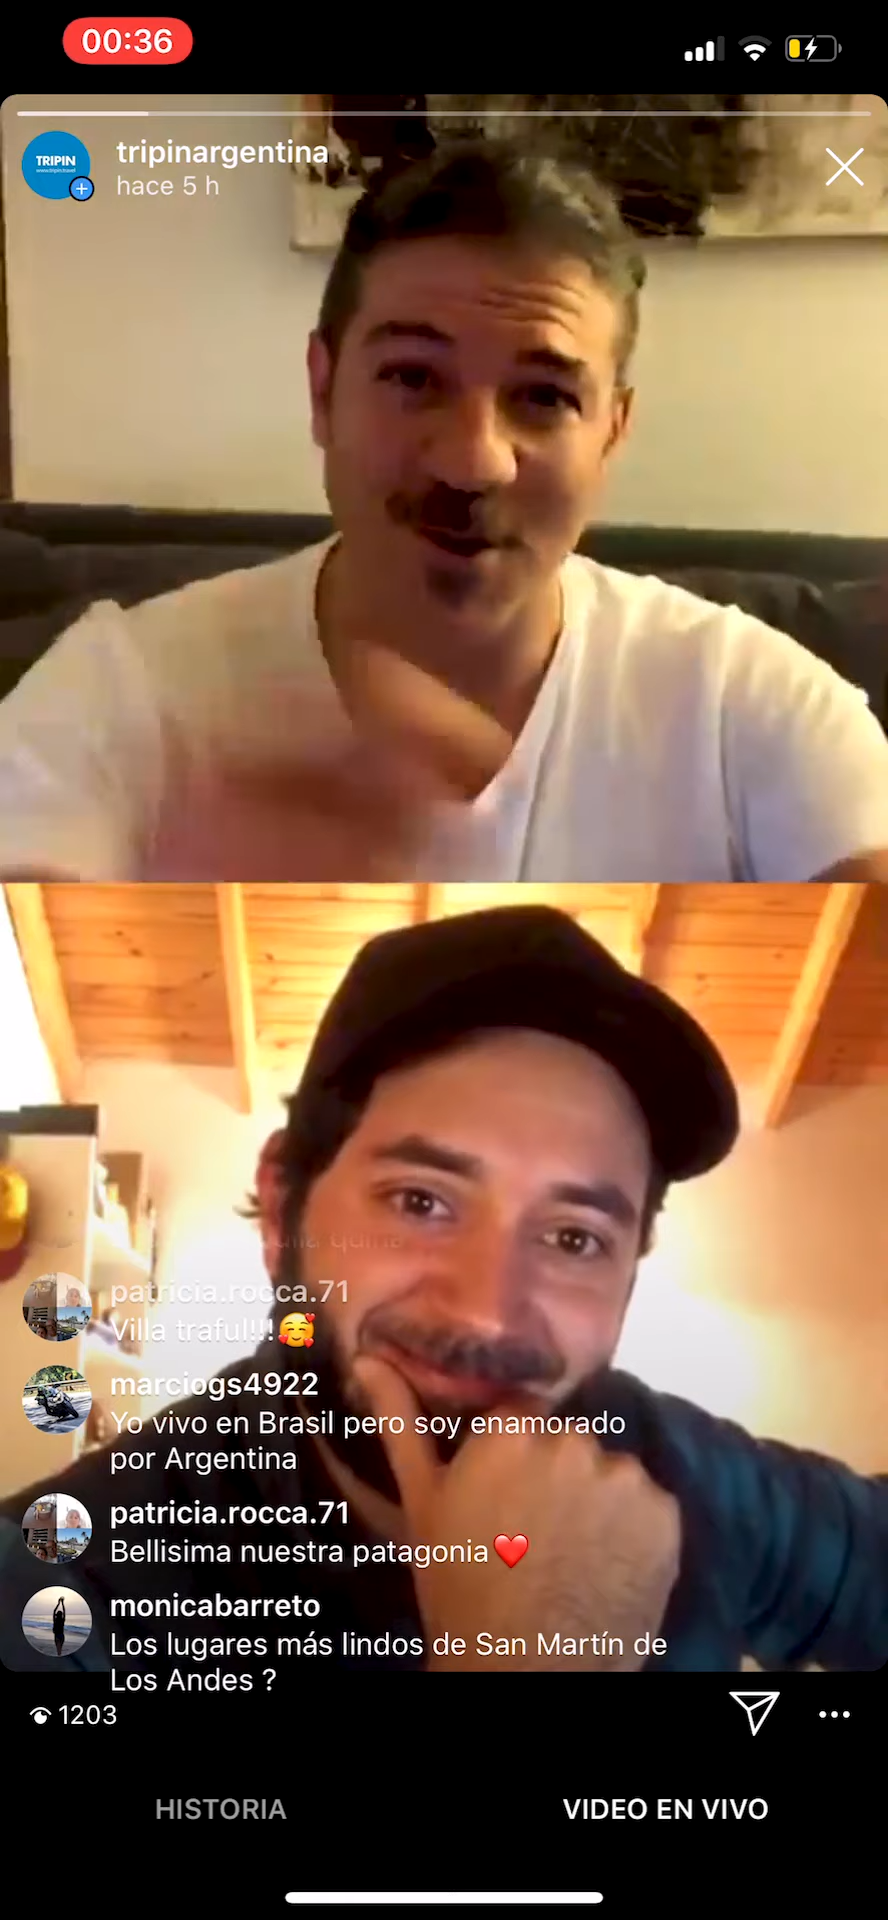 00:36
TRIPIN
tripinargentina
hace 5 h
patricia.rocca.71
Villa traful!!!🥰
marciogs4922
Yo vivo en Brasil pero soy enamorado
por Argentina
patricia.rocca.71
Bellisima nuestra patagonia❤️
monicabarreto
Los lugares más lindos de San Martín de
Los Andes ?
1203
HISTORIA
VIDEO EN VIVO